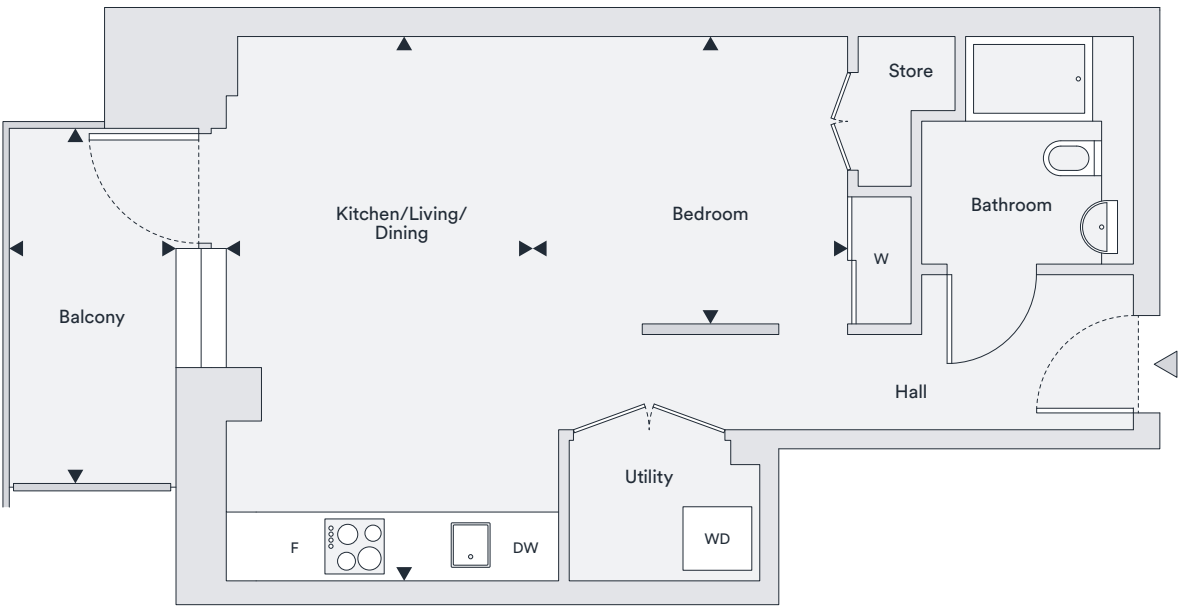 Store
Kitchen/Living/
Dining
Bedroom
Bathroom
W
Balcony
Hall
Utility
F
DW
WD